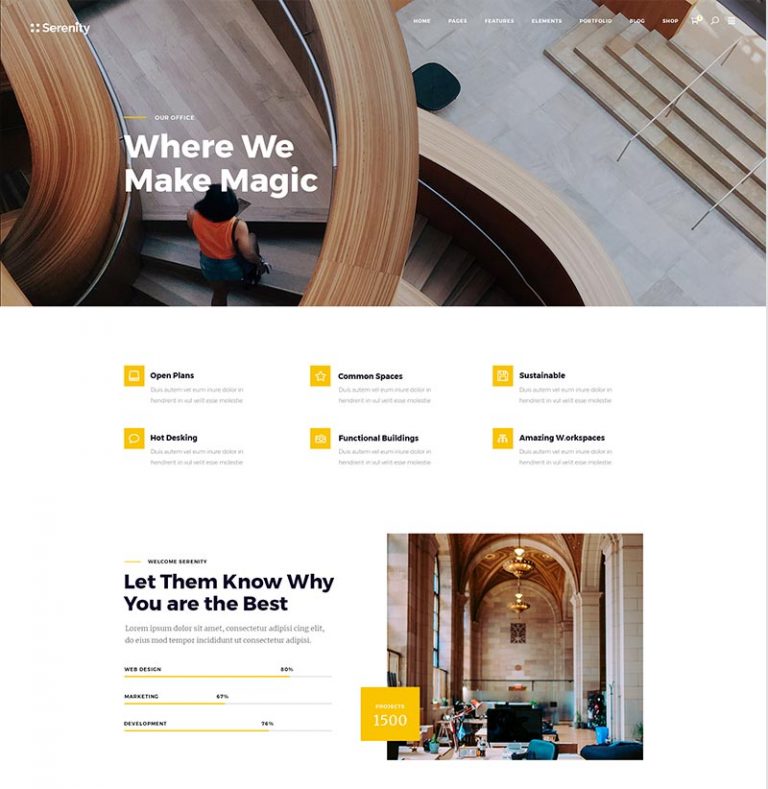 Serenity
HOME PAGES FEATURES ELEMENTS PORTFOLIO BLOG SHOP
OUR OFFICE
Where We
Make Magic
Open Plans
Duis autem vel eum iriure dolor in
hendrerit in vul velit esse molestie
Common Spaces
Duis autem vel eum iriure dolor in
hendrerit in vul velit esse molestie
Sustainable
Duis autem vel eum iriure dolor in
hendrerit in vul velit esse molestie
Hot Desking
Duis autem vel eum iriure dolor in
hendrerit in vul velit esse molestie
Functional Buildings
Duis autem vel eum iriure dolor in
hendrerit in vul velit esse molestie
Amazing Workspaces
Duis autem vel eum iriure dolor in
hendrerit in vul velit esse molestie
WELCOME SERENITY
Let Them Know Why
You are the Best
Lorem ipsum dolor sit amet, consectetur adipisi cing elit,
do eius mod tempor incididunt ut consectetur adipisi.
WEB DESIGN 80%
MARKETING 67%
DEVELOPMENT 76%
PROJECTS
1500